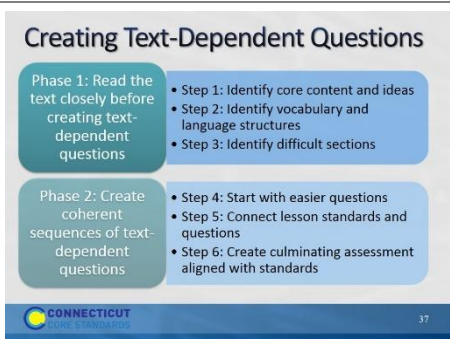 Creating Text-Dependent Questions
Phase 1: Read the
text closely before
creating text-
dependent
questions
• Step 1: Identify core content and ideas
• Step 2: Identify vocabulary and
language structures
• Step 3: Identify difficult sections
Phase 2: Create
coherent
sequences of text-
dependent
questions
• Step 4: Start with easier questions
• Step 5: Connect lesson standards and
questions
• Step 6: Create culminating assessment
aligned with standards
CONNECTICUT
CORE STANDARDS
37